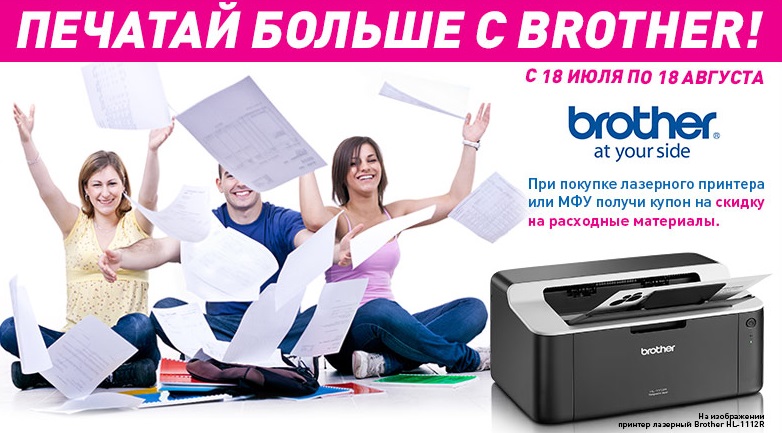 ПЕЧАТАЙ БОЛЬШЕ С BROTHER!
С 18 ИЮЛЯ ПО 18 АВГУСТА
brother®
at your side
При покупке лазерного принтера
или МФУ получи купон на скидку
на расходные материалы.
brother
На изображении
принтер лазерный Brother HL-1112R